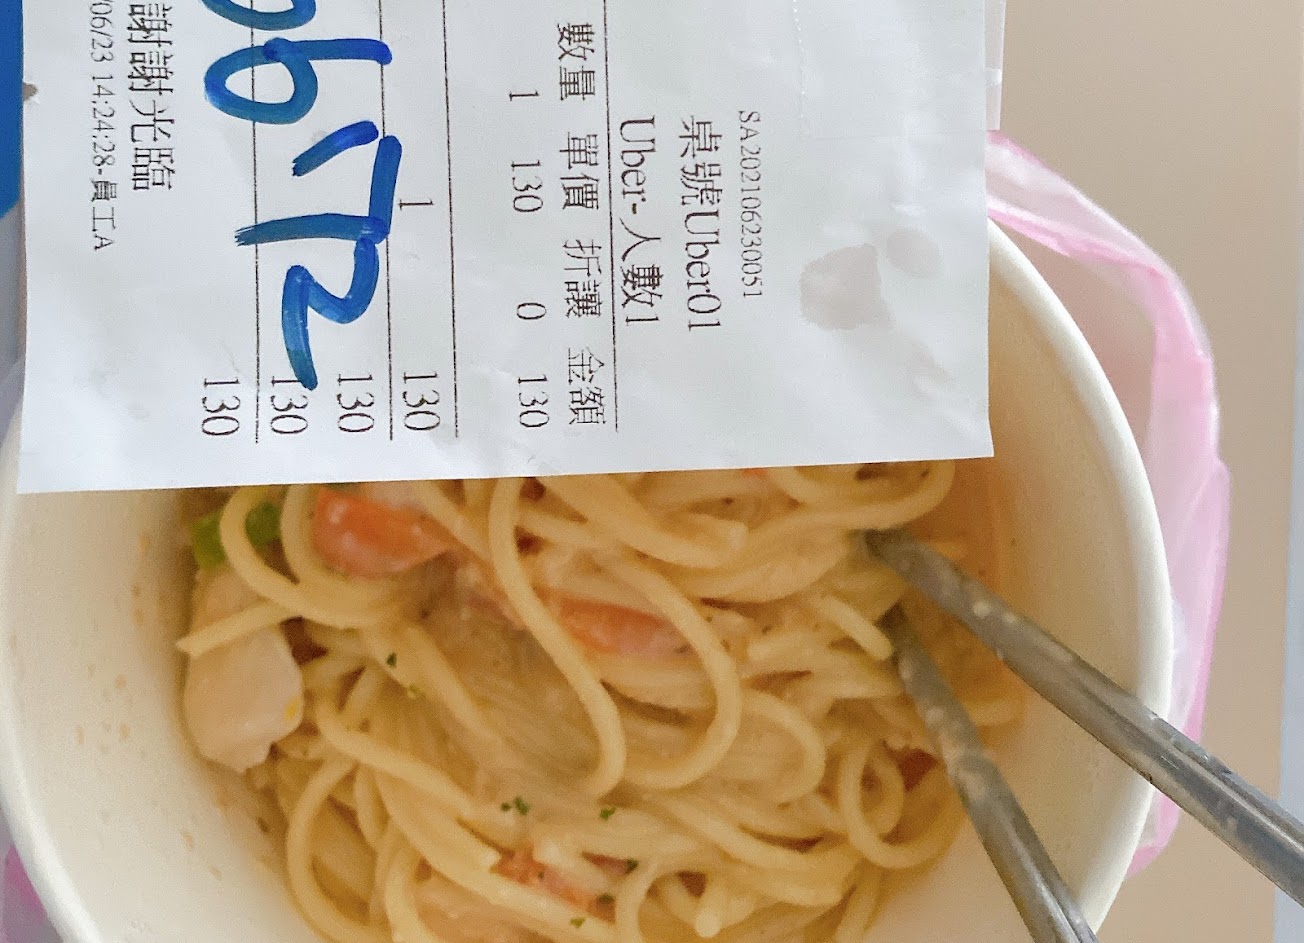 SA202106230051
桌號Uber01
Uber-人數1
數量 單價 折讓 金額
1 130 0 130
1 130
130
130
130
謝謝光臨
06/23 14:24:28-員工A